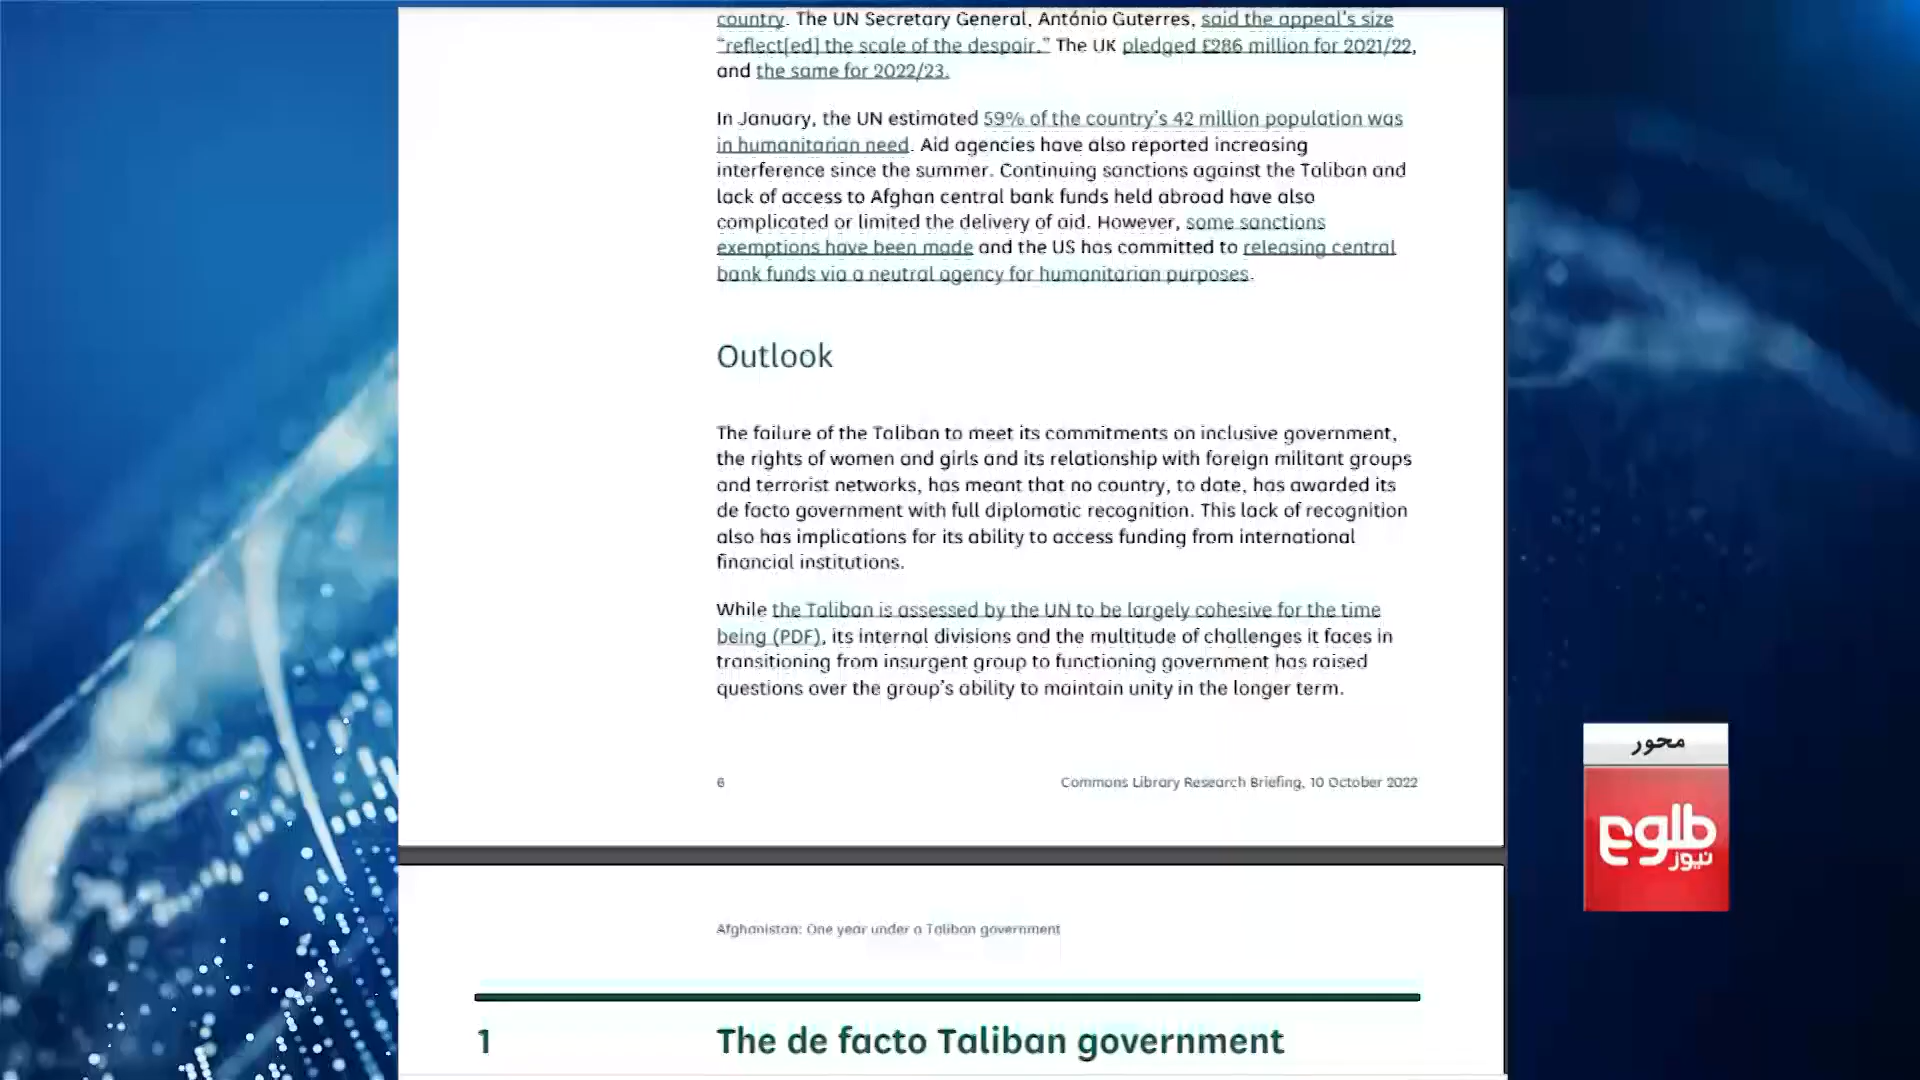 country. The UN Secretary General, António Guterres, said the appeal's size
"reflect[ed] the scale of the despair." The UK pledged £286 million for 2021/22,
and the same for 2022/23.
In January, the UN estimated 59% of the country's 42 million population was
in humanitarian need. Aid agencies have also reported increasing
interference since the summer. Continuing sanctions against the Taliban and
lack of access to Afghan central bank funds held abroad have also
complicated or limited the delivery of aid. However, some sanctions
exemptions have been made and the US has committed to releasing central
bank funds via a neutral agency for humanitarian purposes.
Outlook
The failure of the Taliban to meet its commitments on inclusive government,
the rights of women and girls and its relationship with foreign militant groups
and terrorist networks, has meant that no country, to date, has awarded its
de facto government with full diplomatic recognition. This lack of recognition
also has implications for its ability to access funding from international
financial institutions.
While the Taliban is assessed by the UN to be largely cohesive for the time
being (PDF), its internal divisions and the multitude of challenges it faces in
transitioning from insurgent group to functioning government has raised
questions over the group's ability to maintain unity in the longer term.
6 Commons Library Research Briefing, 10 October 2022
محور
طلوع
نیوز
Afghanistan: One year under a Taliban government
1 The de facto Taliban government